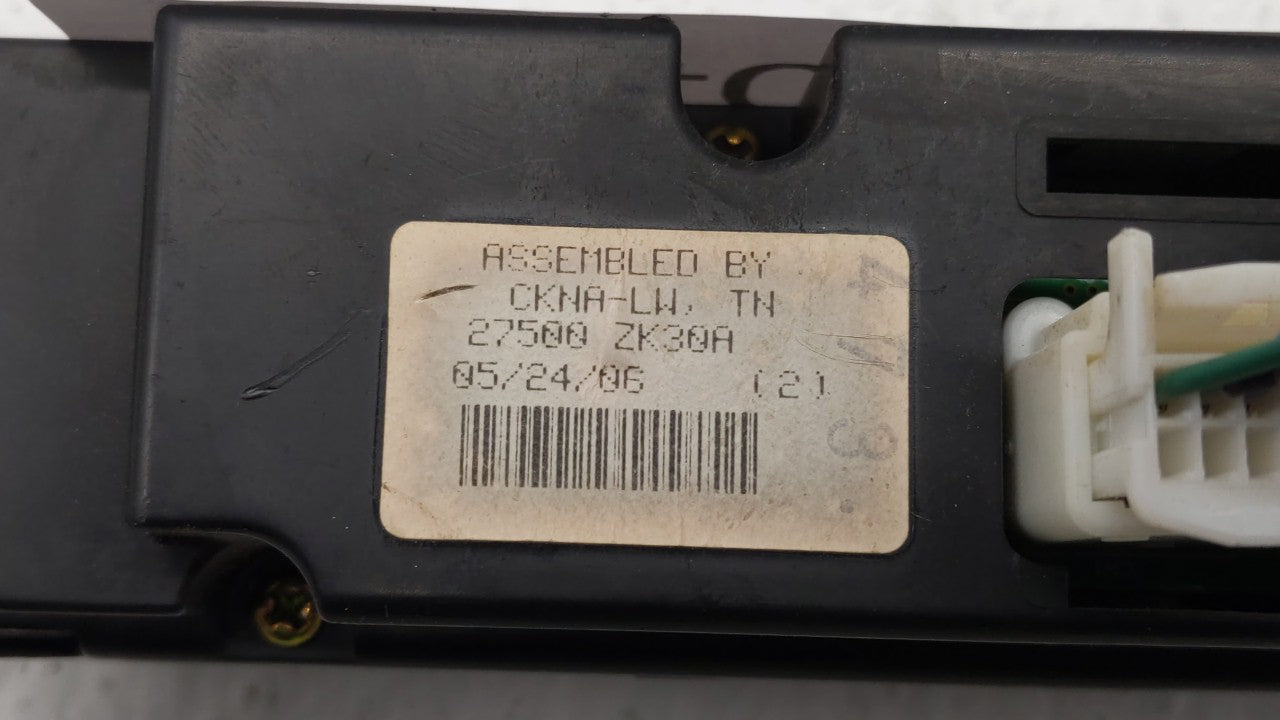 ASSEMBLED BY
CKNA-LW, TN
27500 ZK30A
05/24/06 (2)